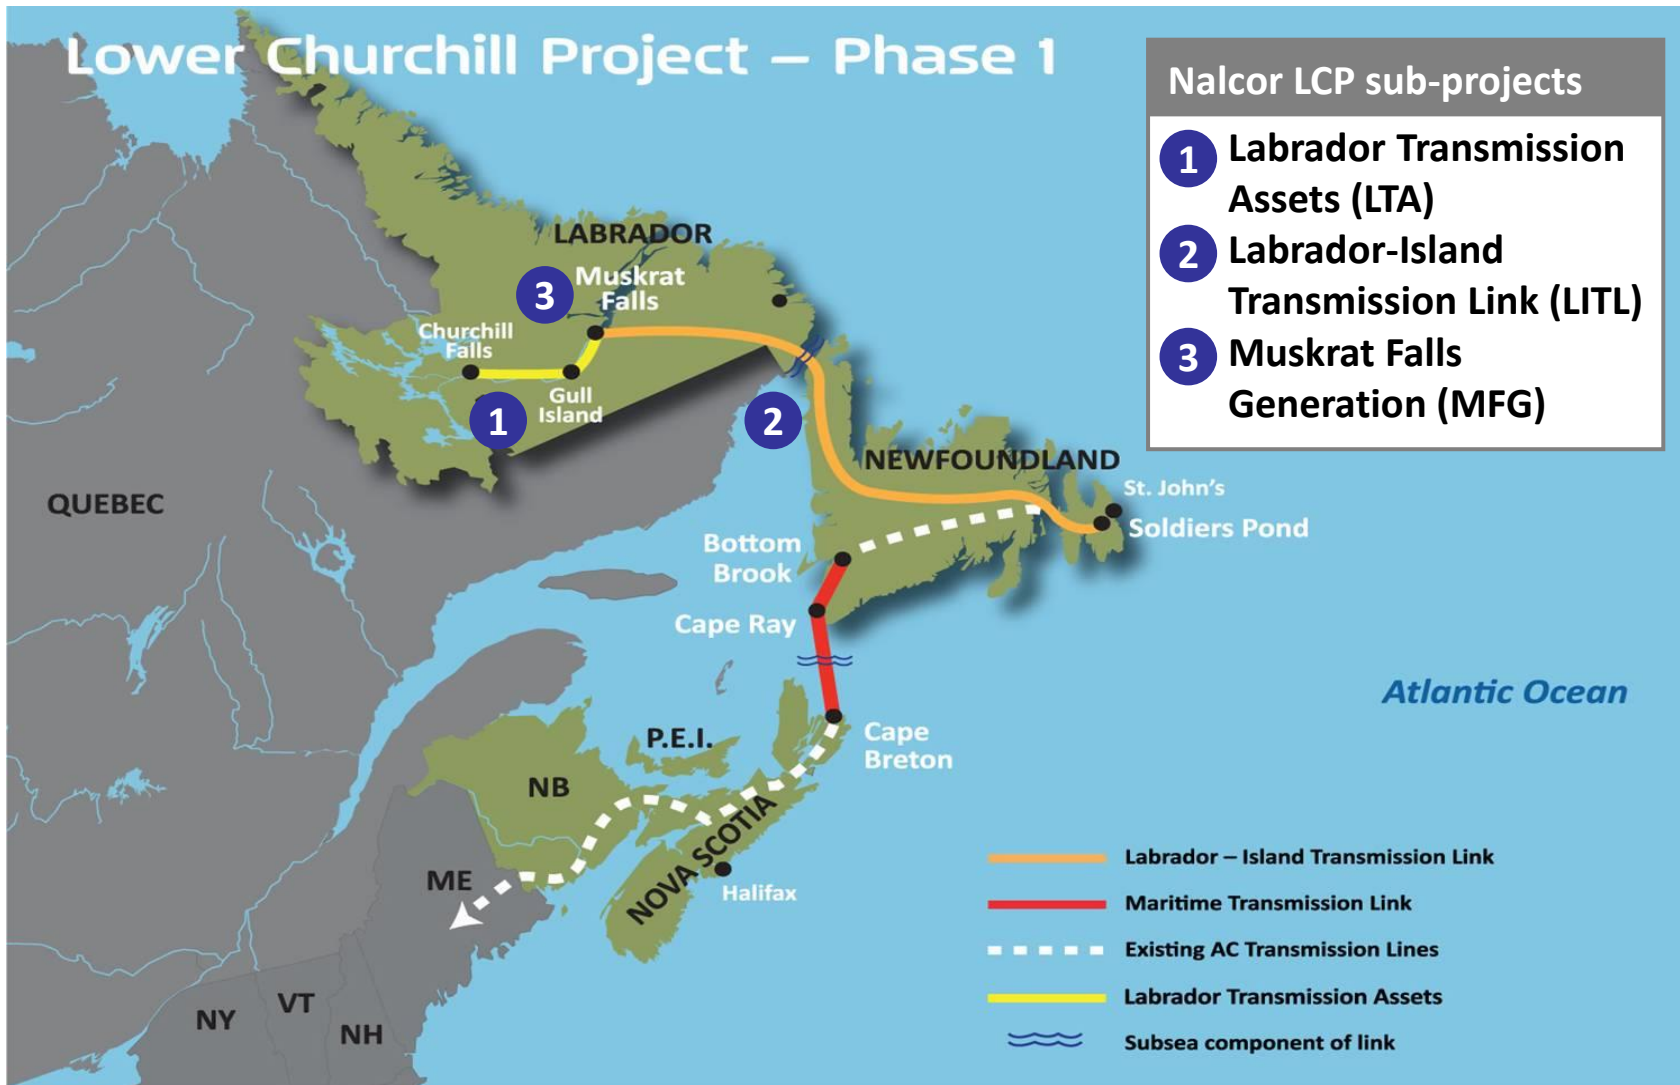 Lower Churchill Project – Phase 1
Nalcor LCP sub-projects
1 Labrador Transmission
Assets (LTA)
2 Labrador-Island
Transmission Link (LITL)
3 Muskrat Falls
Generation (MFG)
LABRADOR
3
Muskrat
Falls
Churchill
Falls
Gull
Island
1
2
NEWFOUNDLAND
St. John’s
Soldiers Pond
QUEBEC
Bottom
Brook
Cape Ray
Atlantic Ocean
P.E.I.
Cape
Breton
NB
NOVA SCOTIA
Halifax
ME
VT
NY
NH
Labrador – Island Transmission Link
Maritime Transmission Link
Existing AC Transmission Lines
Labrador Transmission Assets
Subsea component of link